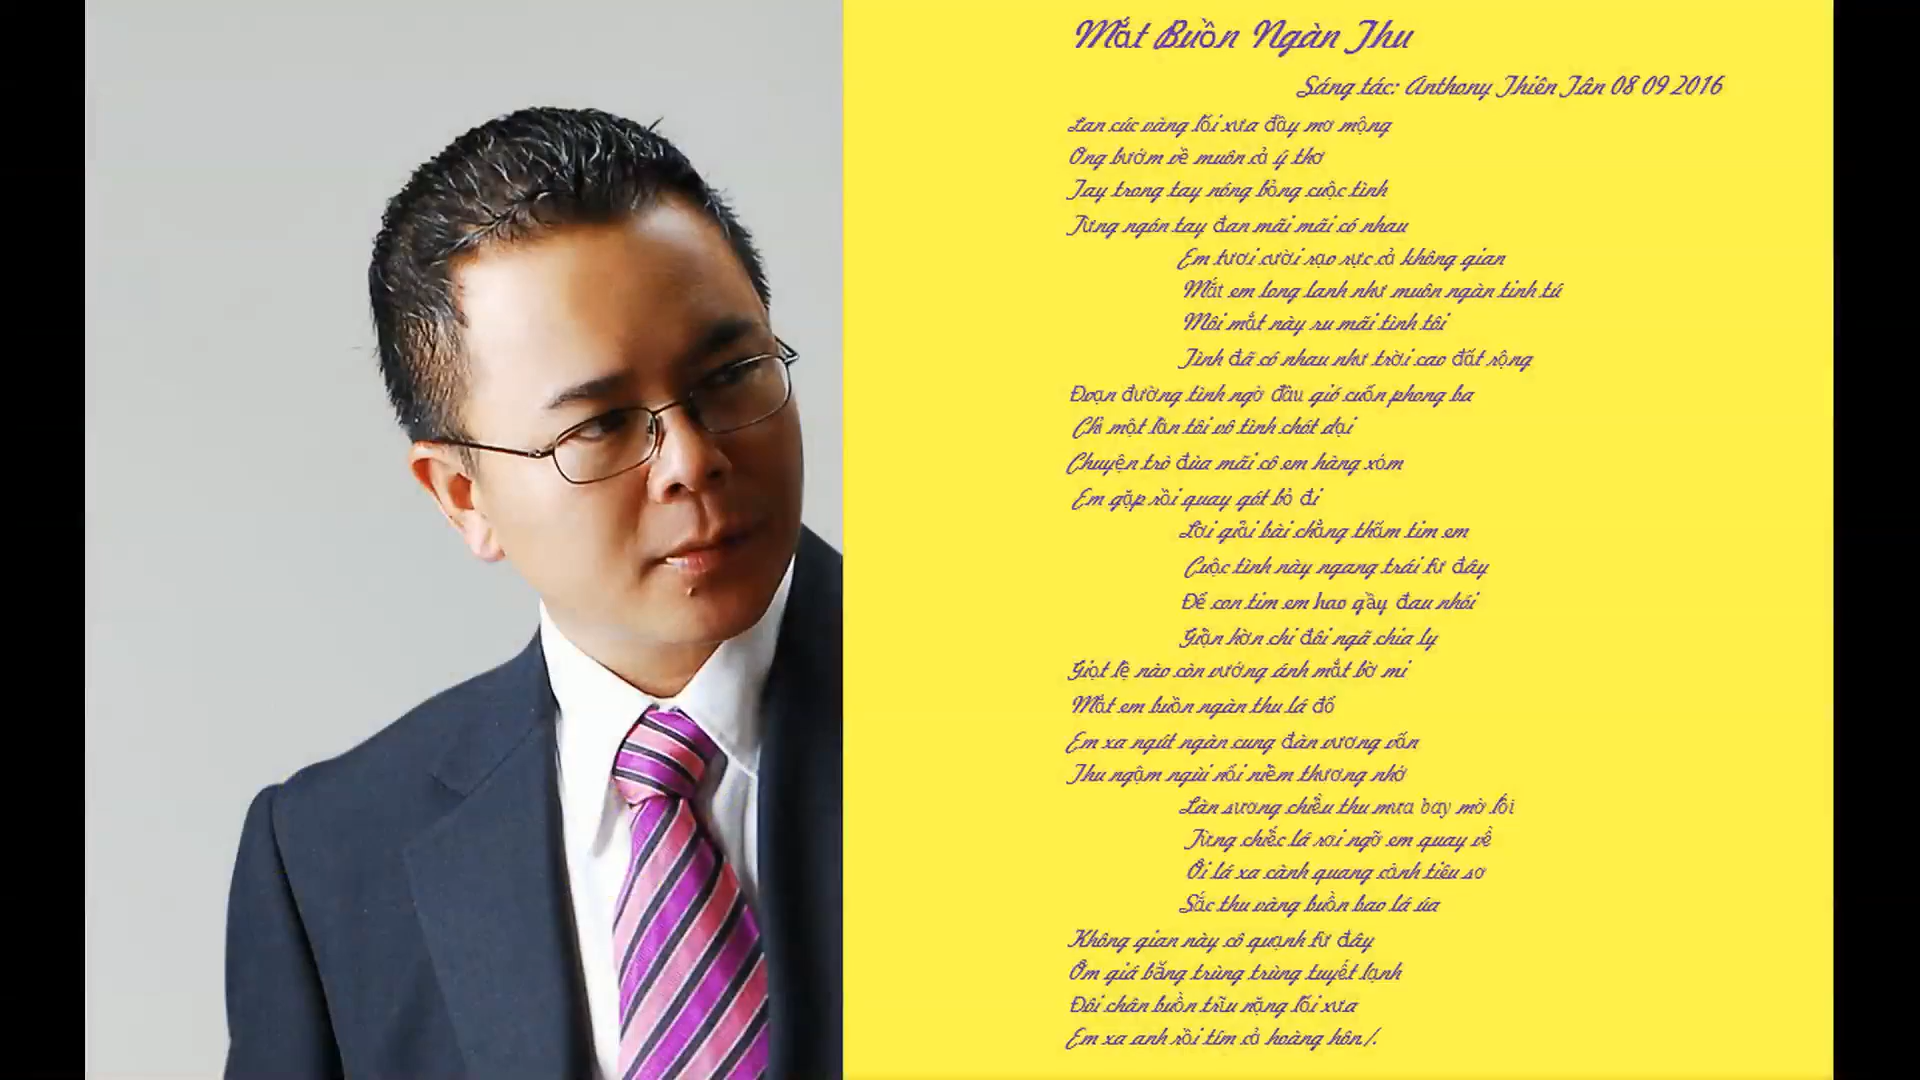 Mắt Buồn Ngàn Thu
Sáng tác: Anthony Thiên Tân 08 09 2016
Lan cúc vàng lối xưa đầy mơ mộng
Ong bướm về muôn cả ý thơ
Tay trong tay nóng bỏng cuộc tình
Từng ngón tay đan mãi mãi có nhau
Em tươi cười rạo rực cả không gian
Mắt em long lanh như muôn ngàn tinh tú
Môi mắt này ru mãi tình tôi
Tình đã có nhau như trời cao đất rộng
Đoạn đường tình ngờ đâu gió cuốn phong ba
Chỉ một lần tôi vô tình chót dại
Chuyện trò đùa mãi cô em hàng xóm
Em gặp rồi quay gót bỏ đi
Lời giải bài chẳng thấm tim em
Cuộc tình này ngang trái từ đây
Để con tim em hao gầy đau nhói
Giận hờn chi đôi ngã chia ly
Giọt lệ nào còn vướng ánh mắt bờ mi
Mắt em buồn ngàn thu lá đổ
Em xa ngút ngàn cung đàn vương vấn
Thu ngậm ngùi nỗi niềm thương nhớ
Làn sương chiều thu mưa bay mờ lối
Từng chiếc lá rơi ngỡ em quay về
Ôi lá xa cành quang cảnh tiêu sơ
Sắc thu vàng buồn bao lá úa
Không gian này cô quạnh từ đây
Ôm giá băng trùng trùng tuyết lạnh
Đôi chân buồn trĩu nặng lối xưa
Em xa anh rồi tím cả hoàng hôn/.